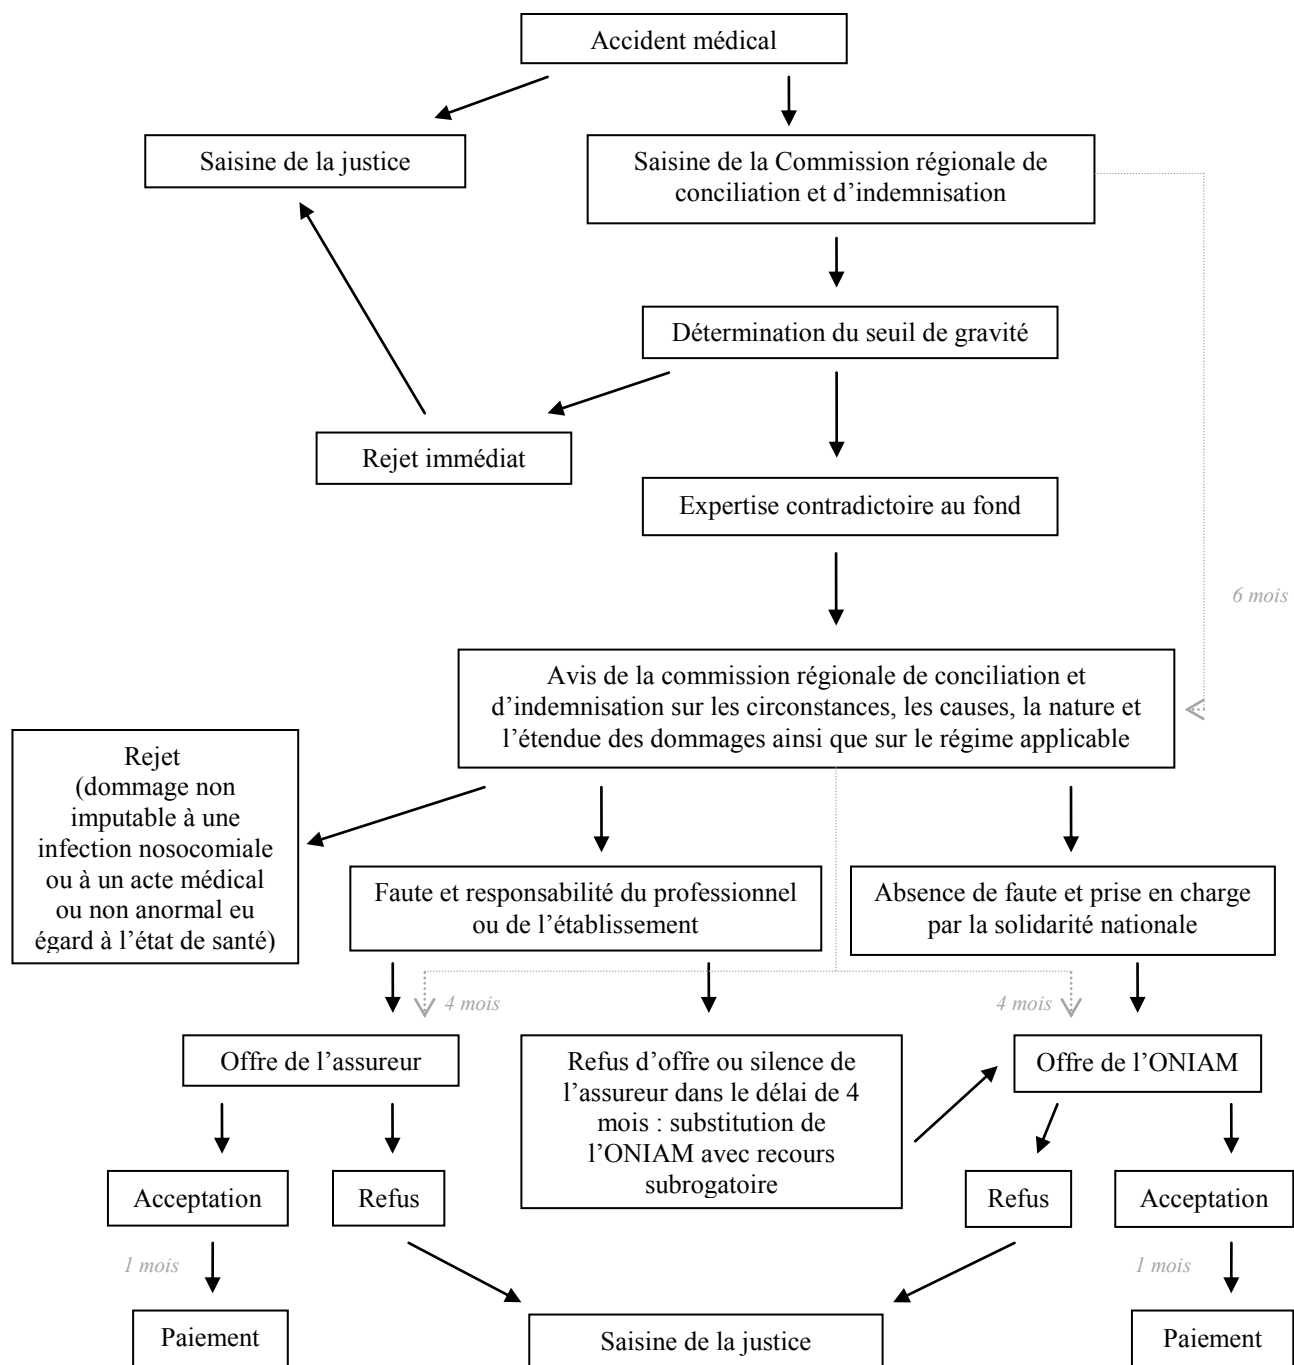 Accident médical
Saisine de la justice
Saisine de la Commission régionale de
conciliation et d’indemnisation
Détermination du seuil de gravité
Rejet immédiat
Expertise contradictoire au fond
6 mois
Avis de la commission régionale de conciliation et
d’indemnisation sur les circonstances, les causes, la nature et
l’étendue des dommages ainsi que sur le régime applicable
Rejet
(dommage non
imputable à une
infection nosocomiale
ou à un acte médical
ou non anormal eu
égard à l’état de santé)
Faute et responsabilité du professionnel
ou de l’établissement
Absence de faute et prise en charge
par la solidarité nationale
4 mois
4 mois
Offre de l’assureur
Refus d’offre ou silence de
l’assureur dans le délai de 4
mois : substitution de
l’ONIAM avec recours
subrogatoire
Offre de l’ONIAM
Acceptation
Refus
Refus
Acceptation
1 mois
1 mois
Paiement
Saisine de la justice
Paiement